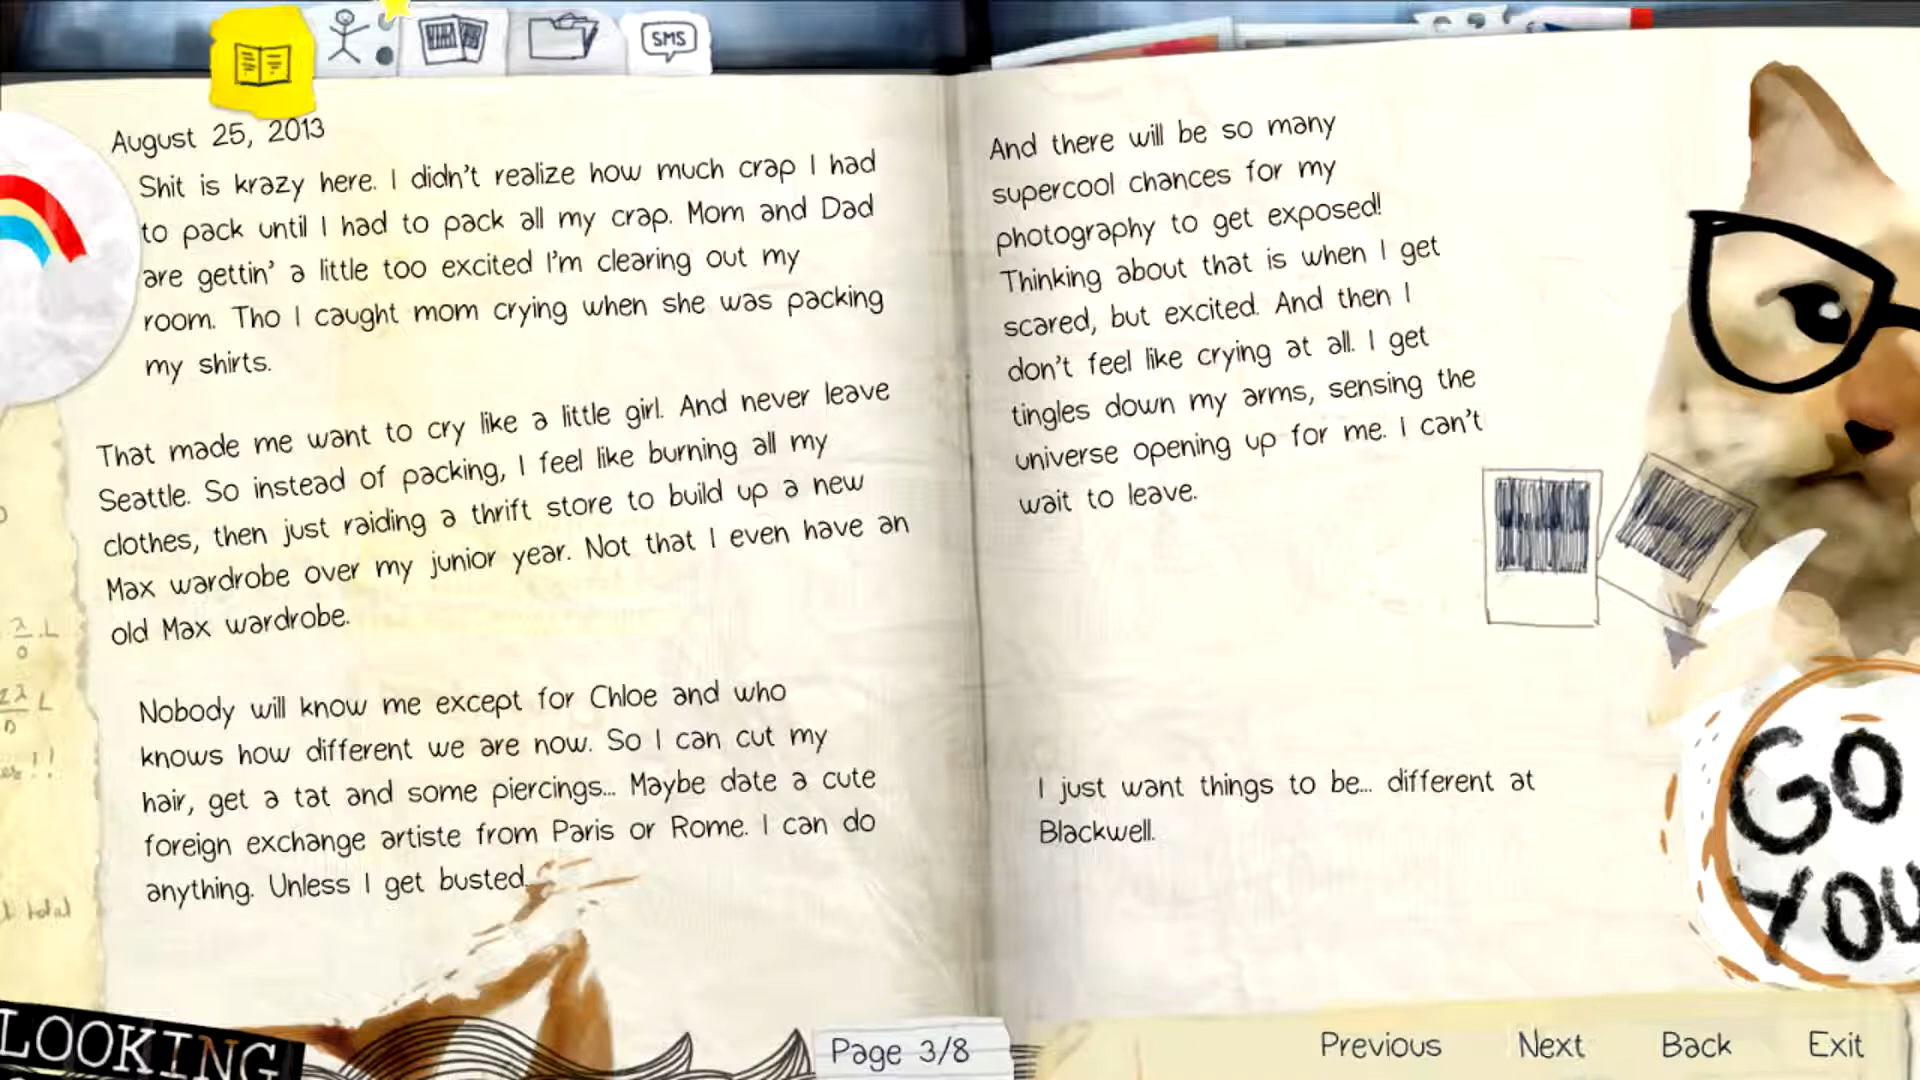 SMS
August 25, 2013
Shit is krazy here. I didn't realize how much crap I had
to pack until I had to pack all my crap. Mom and Dad
are gettin' a little too excited I'm clearing out my
room. Tho I caught mom crying when she was packing
my shirts.
That made me want to cry like a little girl. And never leave
Seattle. So instead of packing, I feel like burning all my
clothes, then just raiding a thrift store to build up a new
Max wardrobe over my junior year. Not that I even have an
old Max wardrobe.
Nobody will know me except for Chloe and who
knows how different we are now. So I can cut my
hair, get a tat and some piercings... Maybe date a cute
foreign exchange artiste from Paris or Rome. I can do
anything. Unless I get busted.
And there will be so many
supercool chances for my
photography to get exposed!
Thinking about that is when I get
scared, but excited. And then I
don't feel like crying at all. I get
tingles down my arms, sensing the
universe opening up for me. I can't
wait to leave.
I just want things to be... different at
Blackwell.
GO
YOU
total
LOOKING
Page 3/8
Previous
Next
Back
Exit